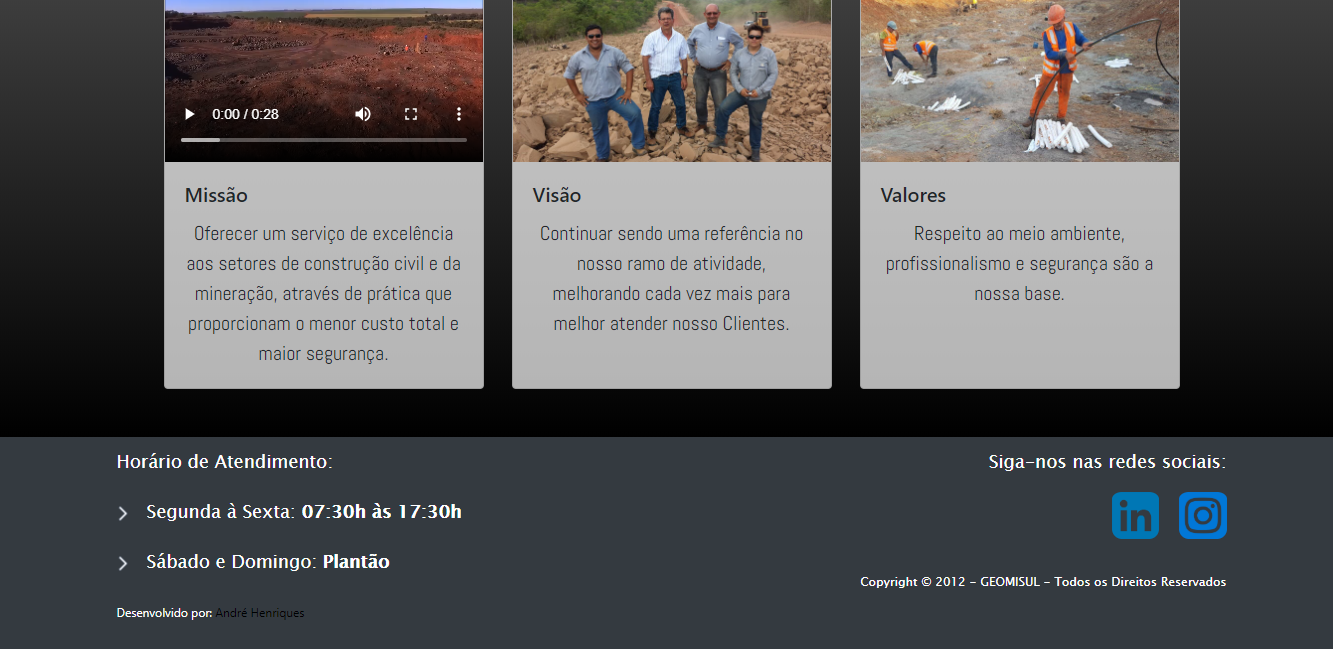 0:00 / 0:28
Missão
Oferecer um serviço de excelência
aos setores de construção civil e da
mineração, através de prática que
proporcionam o menor custo total e
maior segurança.
Visão
Continuar sendo uma referência no
nosso ramo de atividade,
melhorando cada vez mais para
melhor atender nosso Clientes.
Valores
Respeito ao meio ambiente,
profissionalismo e segurança são a
nossa base.
Horário de Atendimento:
Segunda à Sexta: 07:30h às 17:30h
Sábado e Domingo: Plantão
Desenvolvido por: André Henriques
Siga-nos nas redes sociais:
in
Copyright © 2012 - GEOMISUL - Todos os Direitos Reservados